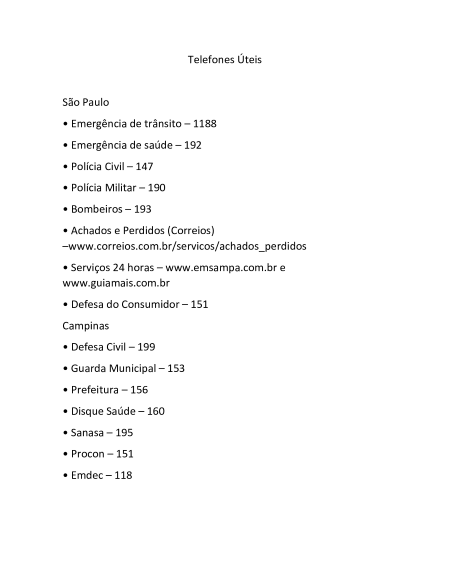 Telefones Úteis
São Paulo
• Emergência de trânsito – 1188
• Emergência de saúde – 192
• Polícia Civil – 147
• Polícia Militar – 190
• Bombeiros – 193
• Achados e Perdidos (Correios)
–www.correios.com.br/servicos/achados_perdidos
• Serviços 24 horas – www.emsampa.com.br e
www.guiamais.com.br
• Defesa do Consumidor – 151
Campinas
• Defesa Civil – 199
• Guarda Municipal – 153
• Prefeitura – 156
• Disque Saúde – 160
• Sanasa – 195
• Procon – 151
• Emdec – 118